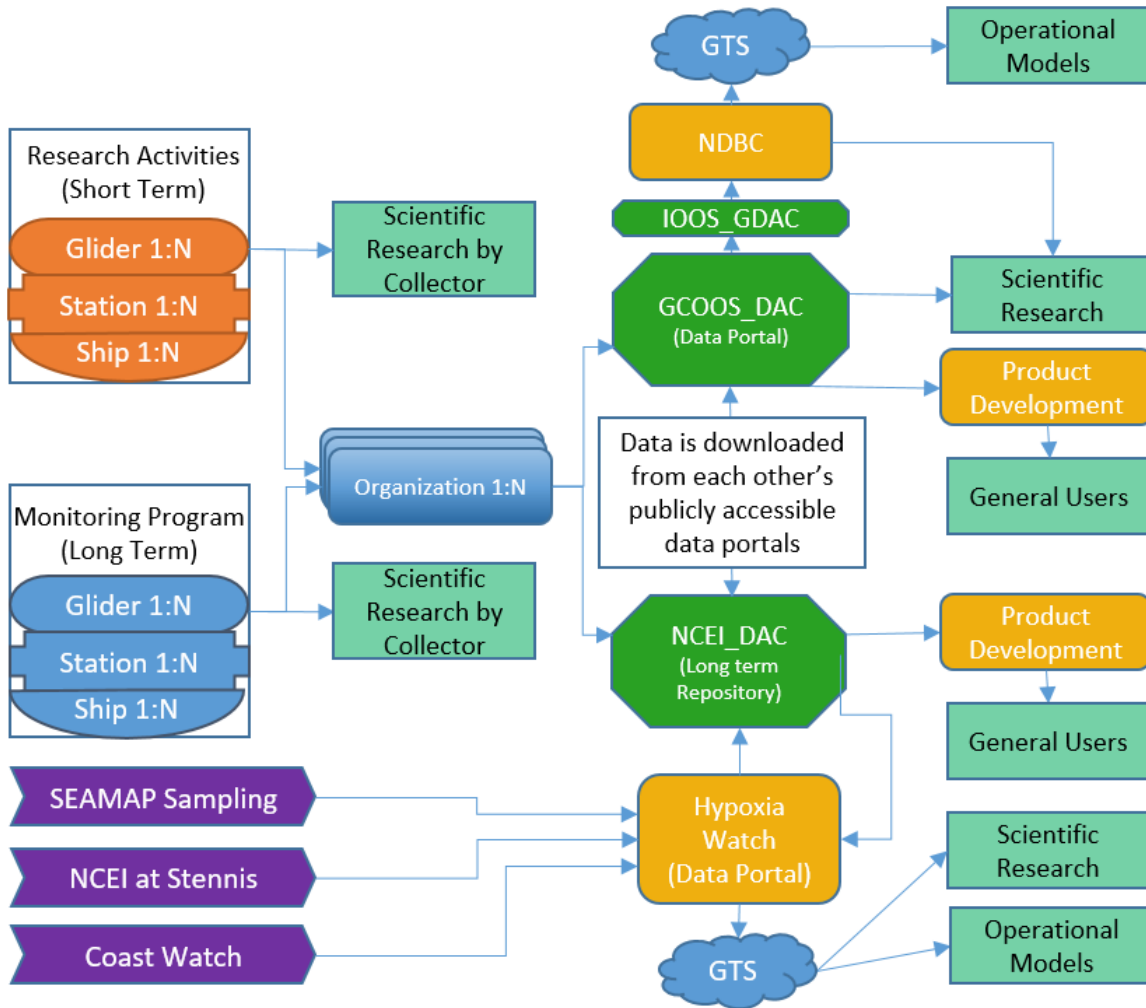 GTS
Operational
Models
NDBC
Research Activities
(Short Term)
Glider 1:N
Station 1:N
Ship 1:N
Scientific
Research by
Collector
IOOS_GDAC
GCOOS_DAC
(Data Portal)
Scientific
Research
Product
Development
General Users
Data is downloaded
from each other’s
publicly accessible
data portals
Organization 1:N
Monitoring Program
(Long Term)
Glider 1:N
Station 1:N
Ship 1:N
Scientific
Research by
Collector
NCEI_DAC
(Long term
Repository)
Product
Development
General Users
SEAMAP Sampling
NCEI at Stennis
Coast Watch
Hypoxia
Watch
(Data Portal)
GTS
Scientific
Research
Operational
Models